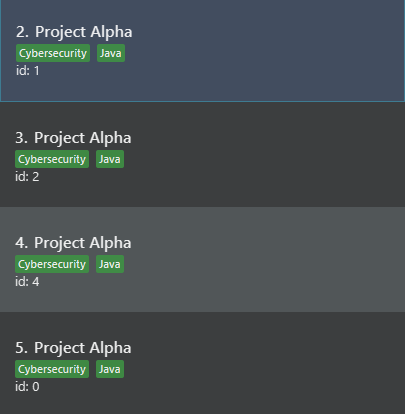 2. Project Alpha
Cybersecurity Java
id: 1
3. Project Alpha
Cybersecurity Java
id: 2
4. Project Alpha
Cybersecurity Java
id: 4
5. Project Alpha
Cybersecurity Java
id: 0